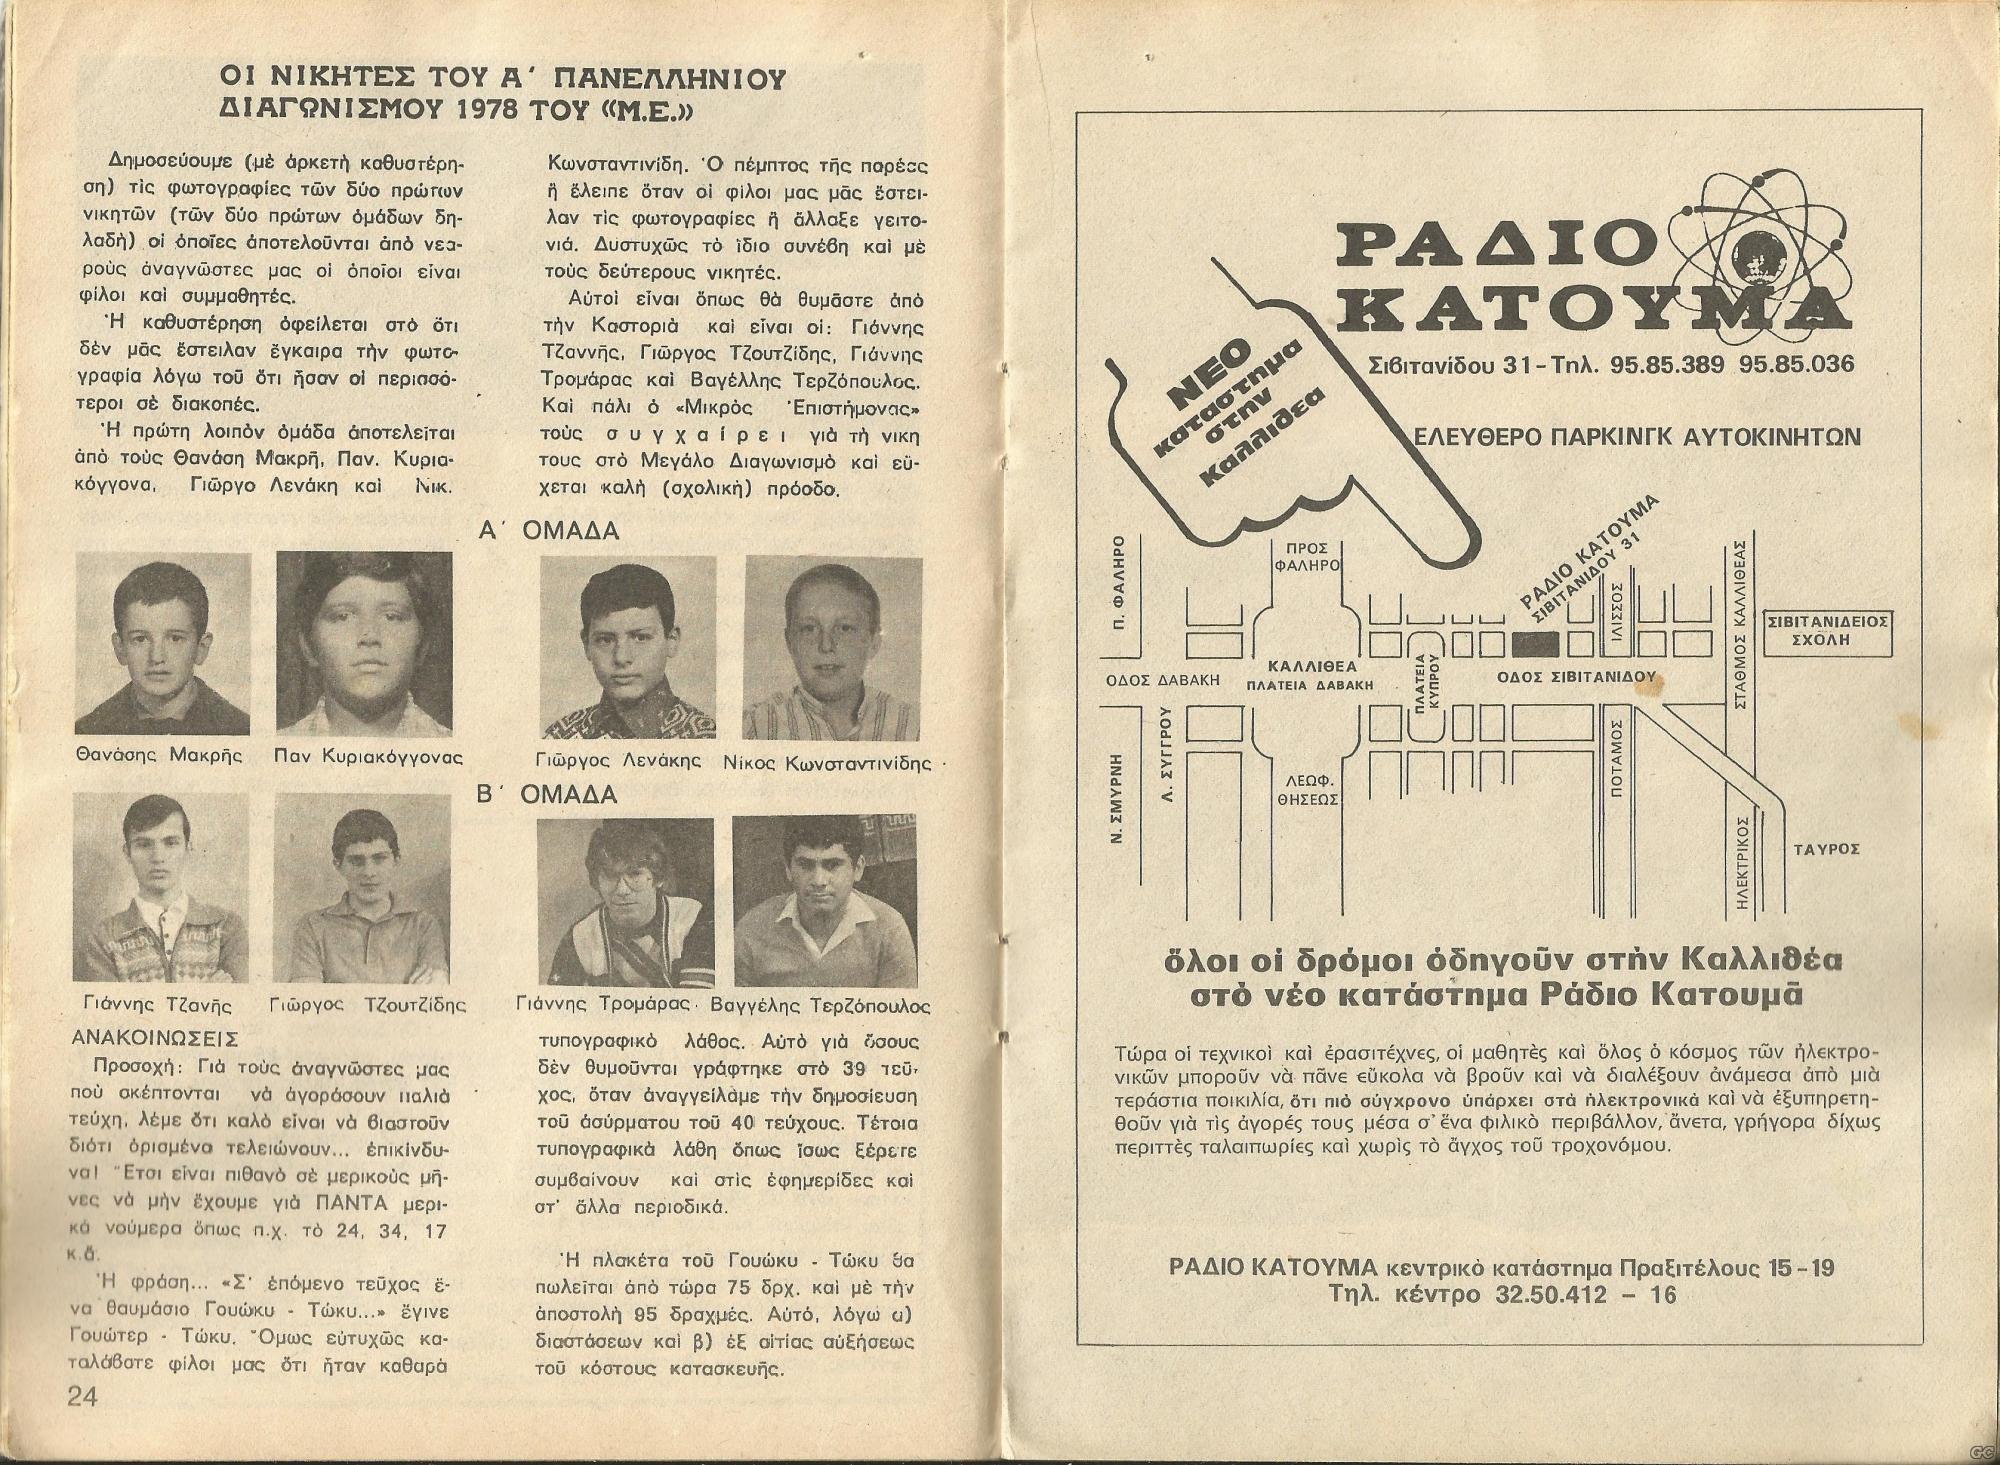 ΟΙ ΝΙΚΗΤΕΣ ΤΟΥ Α' ΠΑΝΕΛΛΗΝΙΟΥ
ΔΙΑΓΩΝΙΣΜΟΥ 1978 ΤΟΥ «Μ.Ε.»
Δημοσεύουμε (μὲ ἀρκετὴ καθυστέρη-
ση) τὶς φωτογραφίες τῶν δύο πρώτων
νικητῶν (τῶν δύο πρώτων ὁμάδων δη-
λαδὴ) οἱ ὁποῖες ἀποτελοῦνται ἀπὸ νεα-
ροὺς ἀναγνῶστες μας οἱ ὁποῖοι εἶναι
φίλοι καὶ συμμαθητές.
Ἡ καθυστέρηση ὀφείλεται στὸ ὅτι
δὲν μᾶς ἔστειλαν ἔγκαιρα τὴν φωτο-
γραφία λόγω τοῦ ὅτι ἦσαν οἱ περισσό-
τεροι σὲ διακοπές.
Ἡ πρώτη λοιπὸν ὁμάδα ἀποτελεῖται
ἀπὸ τοὺς Θανάση Μακρῆ, Παν. Κυρια-
κόγγονα, Γιῶργο Λενάκη καὶ Νικ.
Κωνσταντινίδη. Ὁ πέμπτος τῆς παρέας
ἢ ἔλειπε ὅταν οἱ φίλοι μας μᾶς ἔστει-
λαν τὶς φωτογραφίες ἢ ἄλλαξε γειτο-
νιά. Δυστυχῶς τὸ ἴδιο συνέβη καὶ μὲ
τοὺς δεύτερους νικητές.
Αὐτοὶ εἶναι ὅπως θὰ θυμᾶστε ἀπὸ
τὴν Καστοριὰ καὶ εἶναι οἱ: Γιάννης
Τζαννῆς, Γιῶργος Τζουτζίδης, Γιάννης
Τρομάρας καὶ Βαγέλλης Τερζόπουλος.
Καὶ πάλι ὁ «Μικρὸς Ἐπιστήμονας»
τοὺς σ υ γ χ α ί ρ ε ι γιὰ τὴ νικη
τους στὸ Μεγάλο Διαγωνισμὸ καὶ εὔ-
χεται καλὴ (σχολικὴ) πρόοδο.
Α' ΟΜΑΔΑ
Θανάσης Μακρῆς Παν Κυριακόγγονας Γιῶργος Λενάκης Νίκος Κωνσταντινίδης
Β' ΟΜΑΔΑ
Γιάννης Τζανῆς Γιῶργος Τζουτζίδης Γιάννης Τρομάρας Βαγγέλης Τερζόπουλος
ΑΝΑΚΟΙΝΩΣΕΙΣ
Προσοχή: Γιὰ τοὺς ἀναγνῶστες μας
ποὺ σκέπτονται νὰ ἀγοράσουν παλιὰ
τεύχη, λέμε ὅτι καλὸ εἶναι νὰ βιαστοῦν
διότι ὁρισμένα τελειώνουν... ἐπικίνδυ-
να! Ἔτσι εἶναι πιθανὸ σὲ μερικοὺς μῆ-
νες νὰ μὴν ἔχουμε γιὰ ΠΑΝΤΑ μερι-
κά νούμερα ὅπως π.χ. τὸ 24, 34, 17
κ.ἄ.
Ἡ φράση... «Σ' ἑπόμενο τεῦχος ἕ-
να θαυμάσιο Γουώκυ - Τώκυ...» ἔγινε
Γουώτερ - Τώκυ. Ὅμως εὐτυχῶς κα-
ταλάβατε φίλοι μας ὅτι ἦταν καθαρὰ
τυπογραφικὸ λάθος. Αὐτὸ γιὰ ὅσους
δὲν θυμοῦνται γράφτηκε στὸ 39 τεῦ-
χος, ὅταν ἀναγγείλαμε τὴν δημοσίευση
τοῦ ἀσύρματου τοῦ 40 τεύχους. Τέτοια
τυπογραφικὰ λάθη ὅπως ἴσως ξέρετε
συμβαίνουν καὶ στὶς ἐφημερίδες καὶ
στ' ἄλλα περιοδικά.
Ἡ πλακέτα τοῦ Γουώκυ - Τώκυ θα
πωλεῖται ἀπὸ τώρα 75 δρχ. καὶ μὲ τὴν
ἀποστολὴ 95 δραχμές. Αὐτό, λόγω α)
διαστάσεων καὶ β) ἐξ αἰτίας αὐξήσεως
τοῦ κόστους κατασκευῆς.
24
ΡΑΔΙΟ
ΚΑΤΟΥΜΑ
Σιβιτανίδου 31-Τηλ. 95.85.389 95.85.036
ΝΕΟ
κατάστημα
στην
Καλλιθεα
ΕΛΕΥΘΕΡΟ ΠΑΡΚΙΝΓΚ ΑΥΤΟΚΙΝΗΤΩΝ
Π. ΦΑΛΗΡΟ
ΠΡΟΣ
ΦΑΛΗΡΟ
ΡΑΔΙΟ ΚΑΤΟΥΜΑ
ΣΙΒΙΤΑΝΙΔΟΥ 31
ΙΛΙΣΣΟΣ
ΣΤΑΘΜΟΣ ΚΑΛΛΙΘΕΑΣ
ΣΙΒΙΤΑΝΙΔΕΙΟΣ
ΣΧΟΛΗ
ΟΔΟΣ ΔΑΒΑΚΗ
ΚΑΛΛΙΘΕΑ
ΠΛΑΤΕΙΑ ΔΑΒΑΚΗ
ΠΛΑΤΕΙΑ
ΚΥΠΡΟΥ
ΟΔΟΣ ΣΙΒΙΤΑΝΙΔΟΥ
Ν. ΣΜΥΡΝΗ
Λ. ΣΥΓΓΡΟΥ
ΛΕΩΦ.
ΘΗΣΕΩΣ
ΠΟΤΑΜΟΣ
ΗΛΕΚΤΡΙΚΟΣ
ΤΑΥΡΟΣ
ὅλοι οἱ δρόμοι ὁδηγοῦν στὴν Καλλιθέα
στὸ νέο κατάστημα Ράδιο Κατουμᾶ
Τώρα οἱ τεχνικοὶ καὶ ἐρασιτέχνες, οἱ μαθητὲς καὶ ὅλος ὁ κόσμος τῶν ἠλεκτρο-
νικῶν μποροῦν νὰ πᾶνε εὔκολα νὰ βροῦν καὶ νὰ διαλέξουν ἀνάμεσα ἀπὸ μιὰ
τεράστια ποικιλία, ὅτι πιὸ σύγχρονο ὑπάρχει στὰ ἠλεκτρονικὰ καὶ νὰ ἐξυπηρετη-
θοῦν γιὰ τὶς ἀγορές τους μέσα σ' ἕνα φιλικὸ περιβάλλον, ἄνετα, γρήγορα δίχως
περιττὲς ταλαιπωρίες καὶ χωρὶς τὸ ἄγχος τοῦ τροχονόμου.
ΡΑΔΙΟ ΚΑΤΟΥΜΑ κεντρικὸ κατάστημα Πραξιτέλους 15-19
Τηλ. κέντρο 32.50.412 - 16
GC